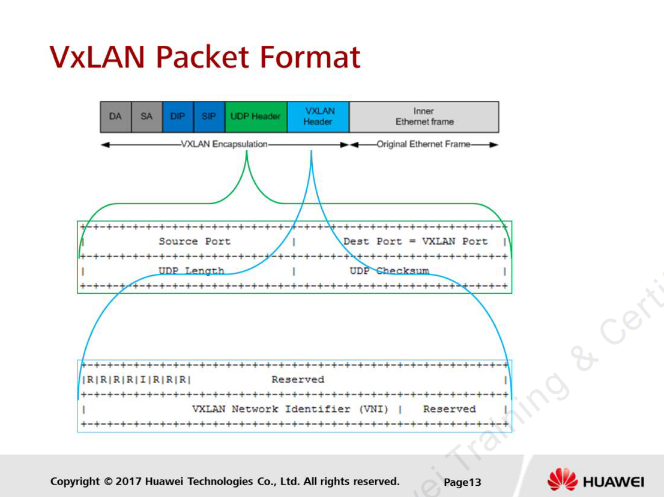 VxLAN Packet Format
DA SA DIP SIP UDP Header VXLAN Header Inner Ethernet frame
VXLAN Encapsulation Original Ethernet Frame
+-+-+-+-+-+-+-+-+-+-+-+-+-+-+-+-+-+-+-+-+-+-+-+-+-+-+-+-+-+-+-+-+
| Source Port | Dest Port = VXLAN Port |
+-+-+-+-+-+-+-+-+-+-+-+-+-+-+-+-+-+-+-+-+-+-+-+-+-+-+-+-+-+-+-+-+
| UDP Length | UDP Checksum |
+-+-+-+-+-+-+-+-+-+-+-+-+-+-+-+-+-+-+-+-+-+-+-+-+-+-+-+-+-+-+-+-+
+-+-+-+-+-+-+-+-+-+-+-+-+-+-+-+-+-+-+-+-+-+-+-+-+-+-+-+-+-+-+-+-+
|R|R|R|R|I|R|R|R| Reserved |
+-+-+-+-+-+-+-+-+-+-+-+-+-+-+-+-+-+-+-+-+-+-+-+-+-+-+-+-+-+-+-+-+
| VXLAN Network Identifier (VNI) | Reserved |
+-+-+-+-+-+-+-+-+-+-+-+-+-+-+-+-+-+-+-+-+-+-+-+-+-+-+-+-+-+-+-+-+
Training & Certi
Copyright © 2017 Huawei Technologies Co., Ltd. All rights reserved. Page13 HUAWEI